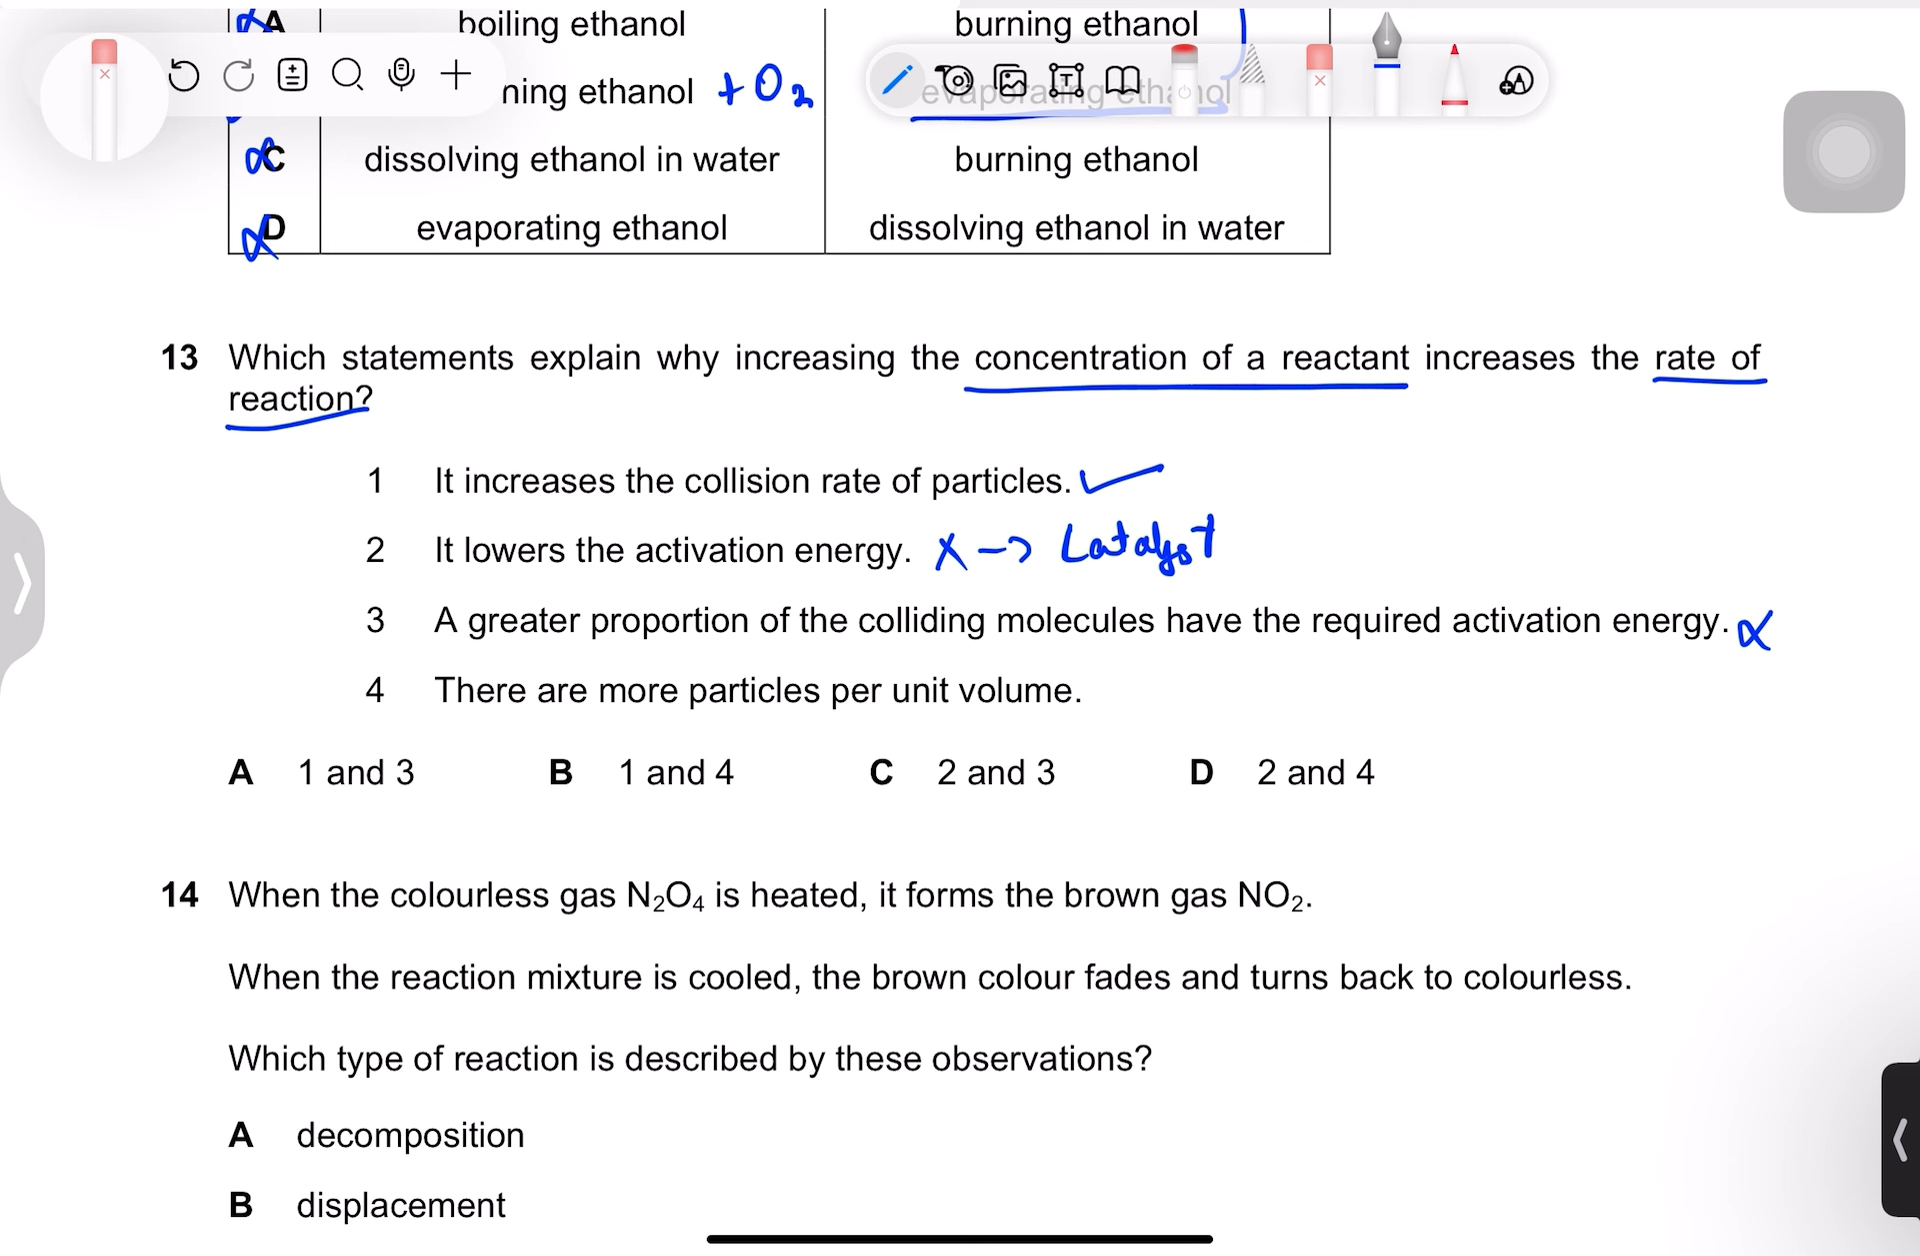 A boiling ethanol burning ethanol
ning ethanol + O2 evaporating ethanol
C dissolving ethanol in water burning ethanol
D evaporating ethanol dissolving ethanol in water
13 Which statements explain why increasing the concentration of a reactant increases the rate of
reaction?
1 It increases the collision rate of particles.
2 It lowers the activation energy. X → Catalyst
3 A greater proportion of the colliding molecules have the required activation energy.
4 There are more particles per unit volume.
A 1 and 3 B 1 and 4 C 2 and 3 D 2 and 4
14 When the colourless gas N₂O₄ is heated, it forms the brown gas NO₂.
When the reaction mixture is cooled, the brown colour fades and turns back to colourless.
Which type of reaction is described by these observations?
A decomposition
B displacement